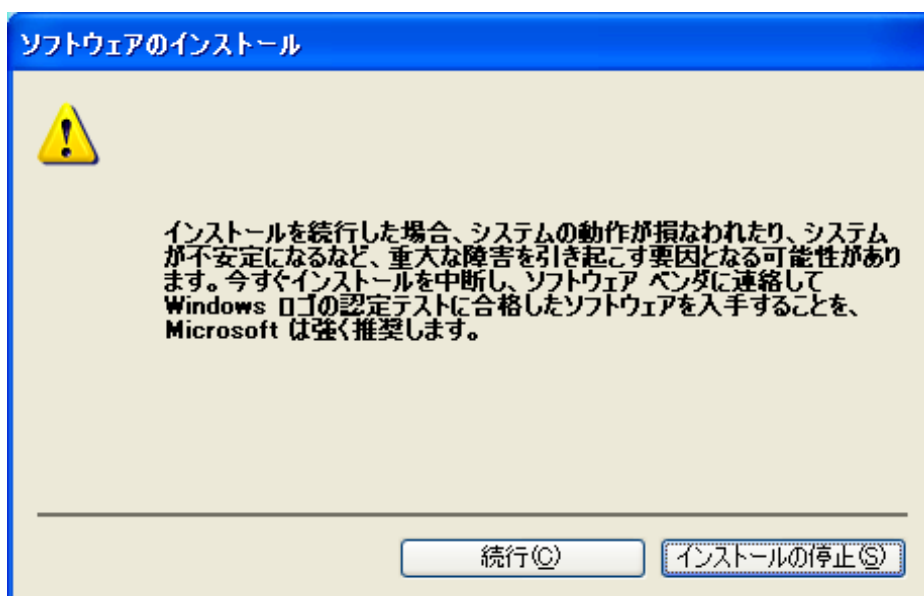 ソフトウェアのインストール
インストールを続行した場合、システムの動作が損なわれたり、システム
が不安定になるなど、重大な障害を引き起こす要因となる可能性があり
ます。今すぐインストールを中断し、ソフトウェア ベンダに連絡して
Windows ロゴの認定テストに合格したソフトウェアを入手することを、
Microsoft は強く推奨します。
続行(C)
インストールの停止(S)